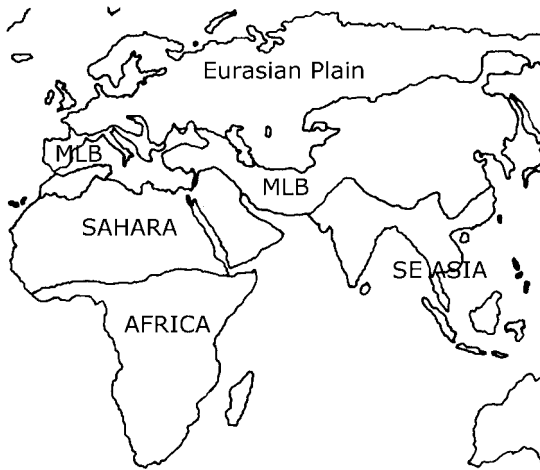 Eurasian Plain
MLB
MLB
SAHARA
SE ASIA
AFRICA